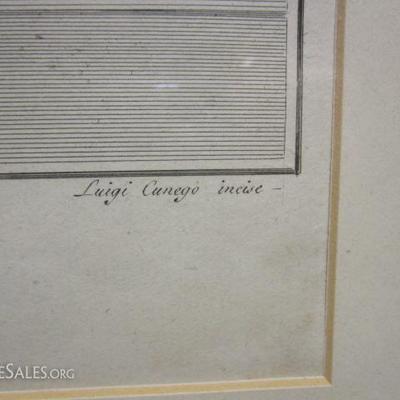 Luigi Cunego incise -
eSales.org